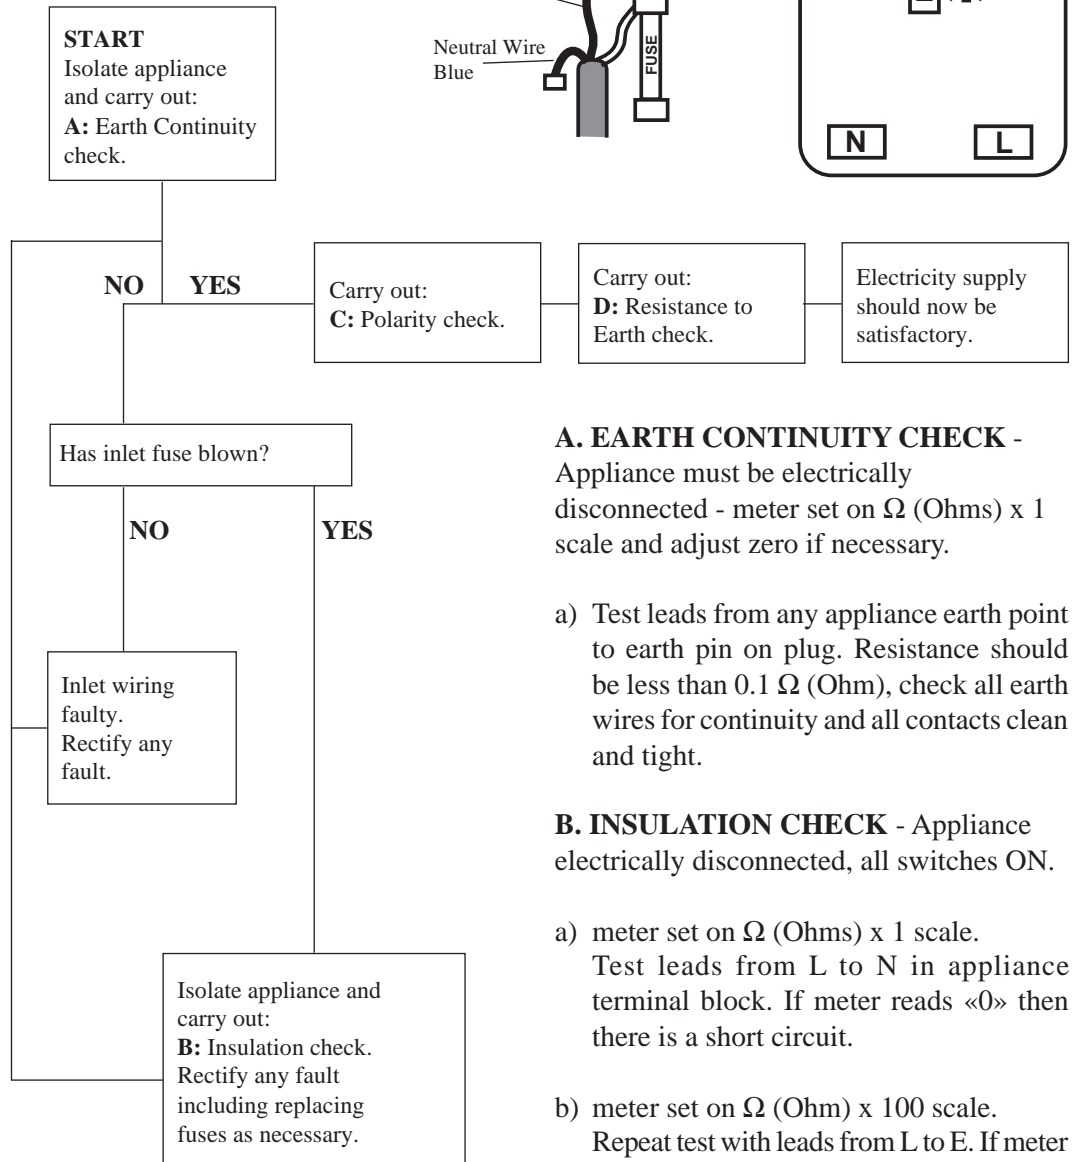 START
Isolate appliance
and carry out:
A: Earth Continuity
check.
Neutral Wire
Blue
FUSE
N
L
NO
YES
Carry out:
C: Polarity check.
Carry out:
D: Resistance to
Earth check.
Electricity supply
should now be
satisfactory.
Has inlet fuse blown?
NO
YES
Inlet wiring
faulty.
Rectify any
fault.
Isolate appliance and
carry out:
B: Insulation check.
Rectify any fault
including replacing
fuses as necessary.
A. EARTH CONTINUITY CHECK -
Appliance must be electrically
disconnected - meter set on Ω (Ohms) x 1
scale and adjust zero if necessary.
a) Test leads from any appliance earth point
to earth pin on plug. Resistance should
be less than 0.1 Ω (Ohm), check all earth
wires for continuity and all contacts clean
and tight.
B. INSULATION CHECK - Appliance
electrically disconnected, all switches ON.
a) meter set on Ω (Ohms) x 1 scale.
Test leads from L to N in appliance
terminal block. If meter reads «0» then
there is a short circuit.
b) meter set on Ω (Ohm) x 100 scale.
Repeat test with leads from L to E. If meter